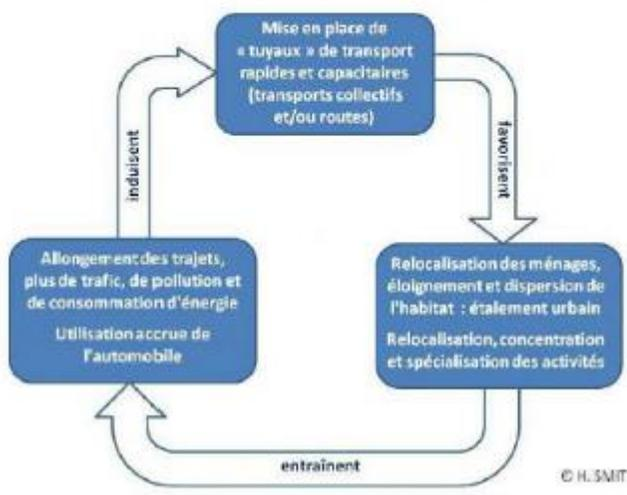 Mise en place de
« tuyaux » de transport
rapides et capacitaires
(transports collectifs
et/ou routes)
favorisent
Relocalisation des ménages,
éloignement et dispersion de
l'habitat : étalement urbain
Relocalisation, concentration
et spécialisation des activités
entraînent
Allongement des trajets,
plus de trafic, de pollution et
de consommation d'énergie
Utilisation accrue de
l'automobile
induisent
© H. SMIT